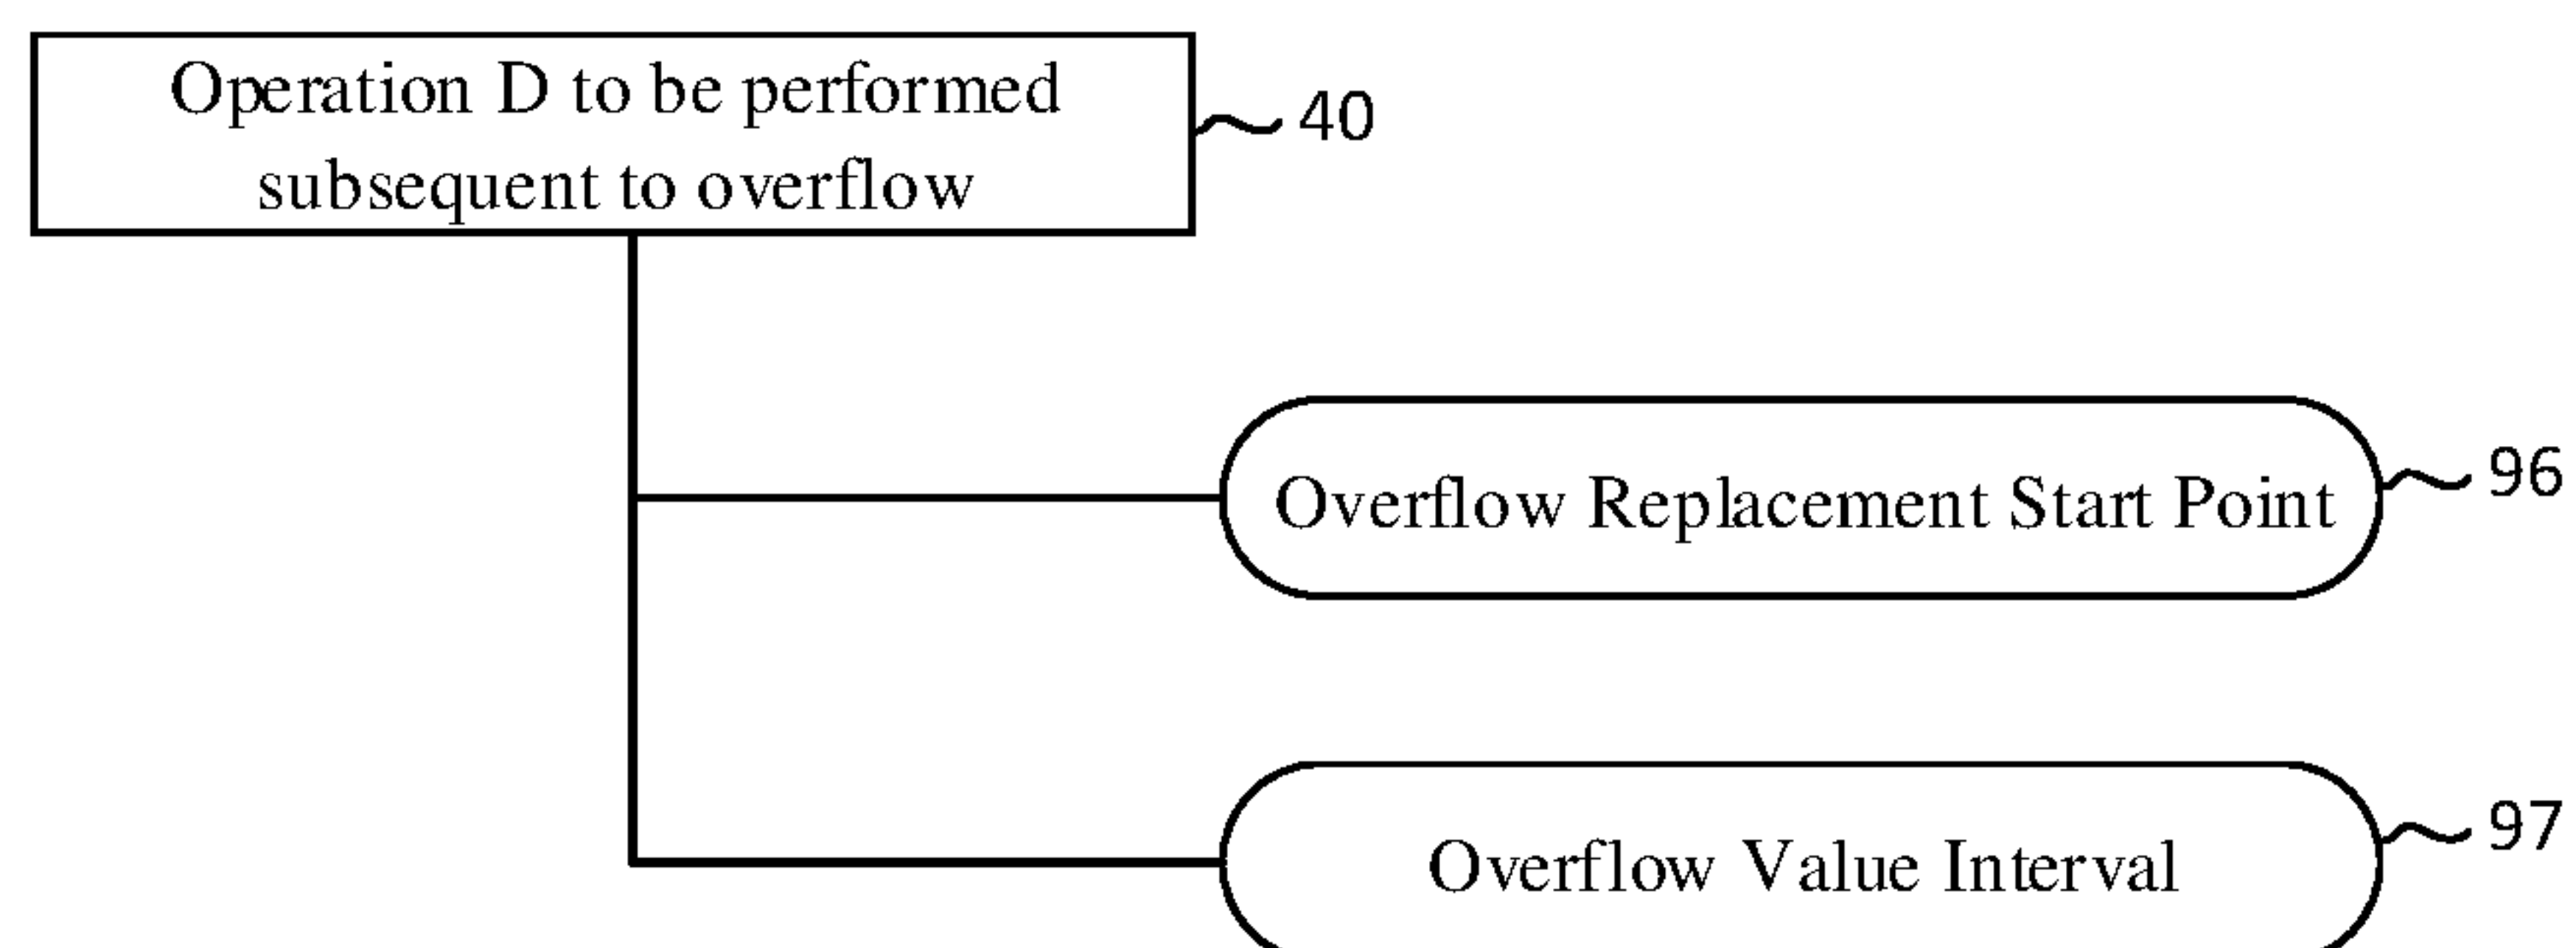 Operation D to be performed
subsequent to overflow
40
Overflow Replacement Start Point
96
Overflow Value Interval
97